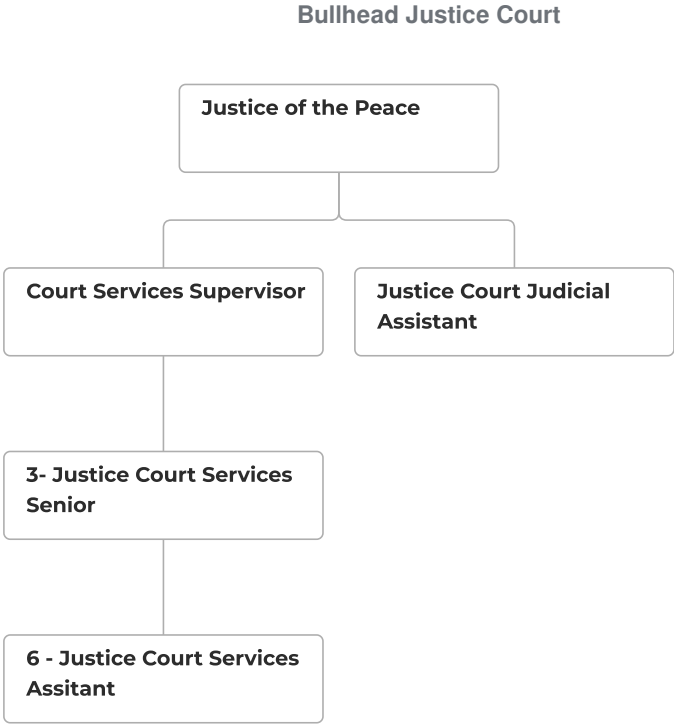 Bullhead Justice Court
Justice of the Peace
Court Services Supervisor
Justice Court Judicial
Assistant
3- Justice Court Services
Senior
6 - Justice Court Services
Assitant